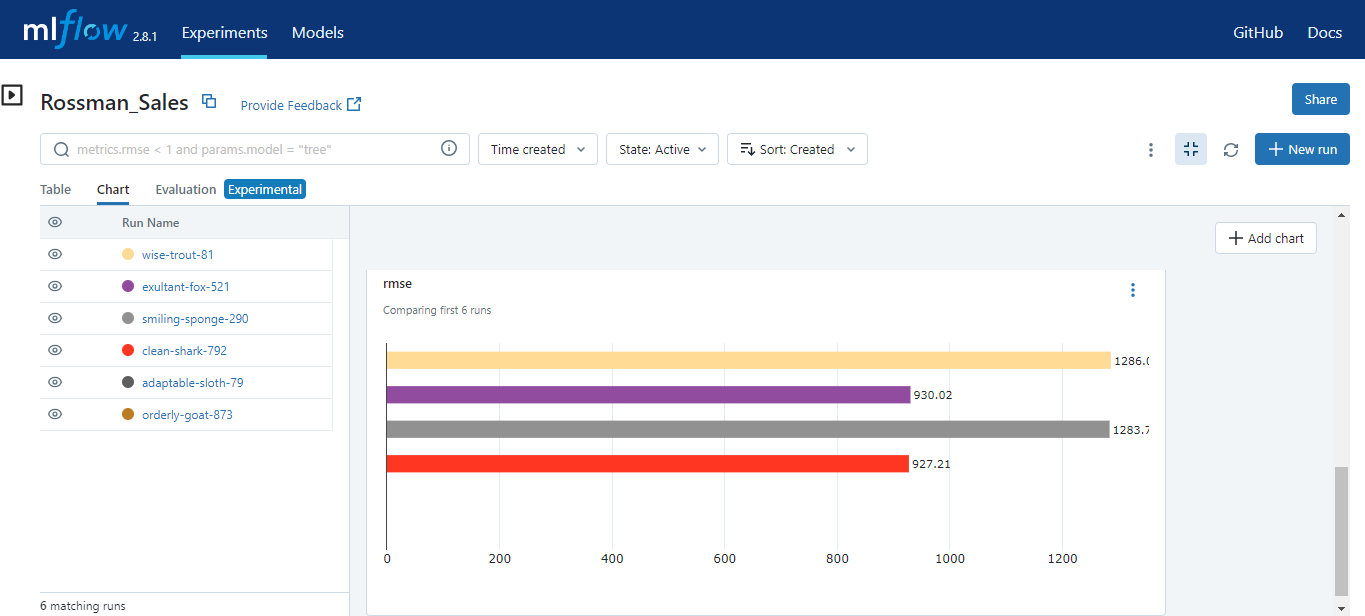 mlflow 2.8.1 Experiments Models GitHub Docs
Rossman_Sales Provide Feedback Share
metrics.rmse < 1 and params.model = "tree" Time created State: Active Sort: Created New run
Table Chart Evaluation Experimental
Run Name
wise-trout-81
exultant-fox-521
smiling-sponge-290
clean-shark-792
adaptable-sloth-79
orderly-goat-873
6 matching runs
Add chart
rmse
Comparing first 6 runs
1286.0
930.02
1283.7
927.21
0 200 400 600 800 1000 1200